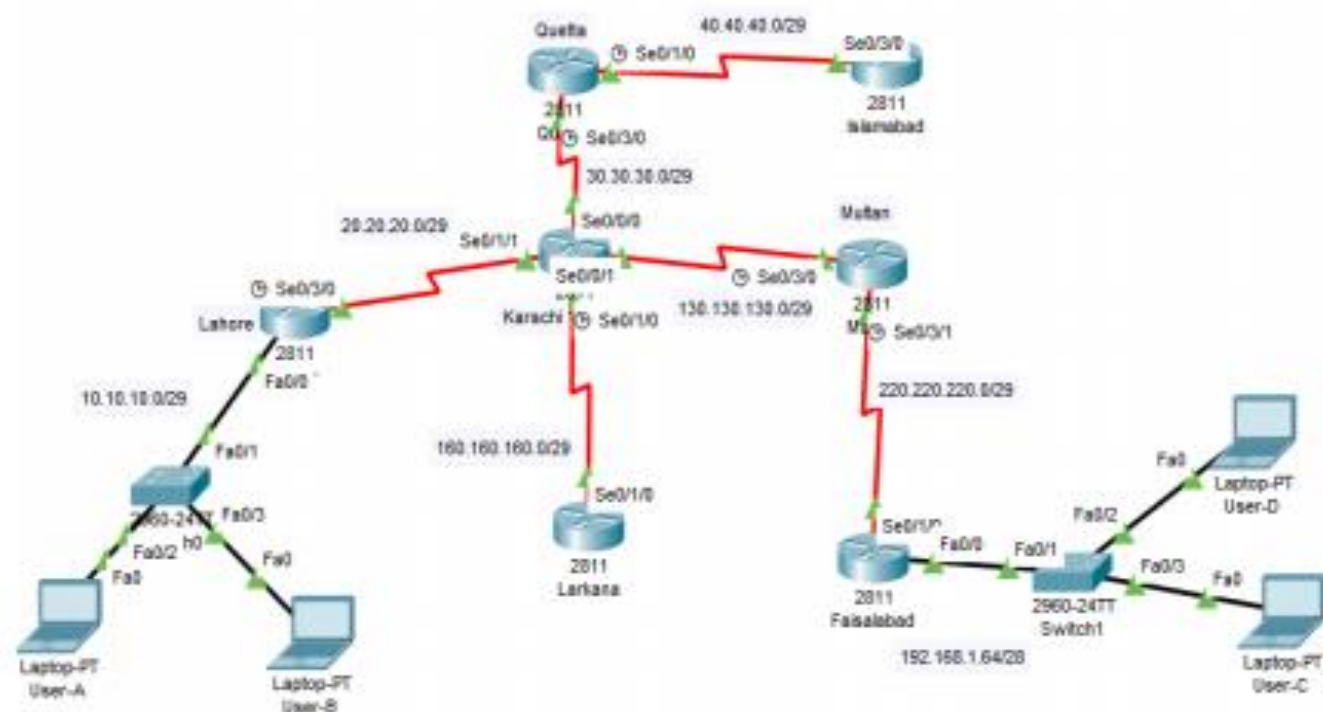 Quetta
40.40.40.0/29
Se0/1/0
Se0/3/0
2811
2811
Islamabad
Se0/3/0
30.30.30.0/29
Multan
20.20.20.0/29
Se0/0/0
Se0/1/1
Se0/0/1
Se0/3/0
Se0/3/0
130.130.130.0/29
2811
Karachi
Se0/1/0
Lahore
Se0/3/1
2811
Fa0/0
10.10.10.0/29
220.220.220.0/29
Fa0/1
160.160.160.0/29
Fa0
Laptop-PT
User-D
Se0/1/0
Fa0/3
2960-24TT
Fa0/2
Fa0/2
Fa0
Fa0
Fa0/0
Fa0/1
Fa0/3
Fa0
2811
Larkana
2811
Faisalabad
2960-24TT
Switch1
192.168.1.64/28
Laptop-PT
User-A
Laptop-PT
User-B
Laptop-PT
User-C